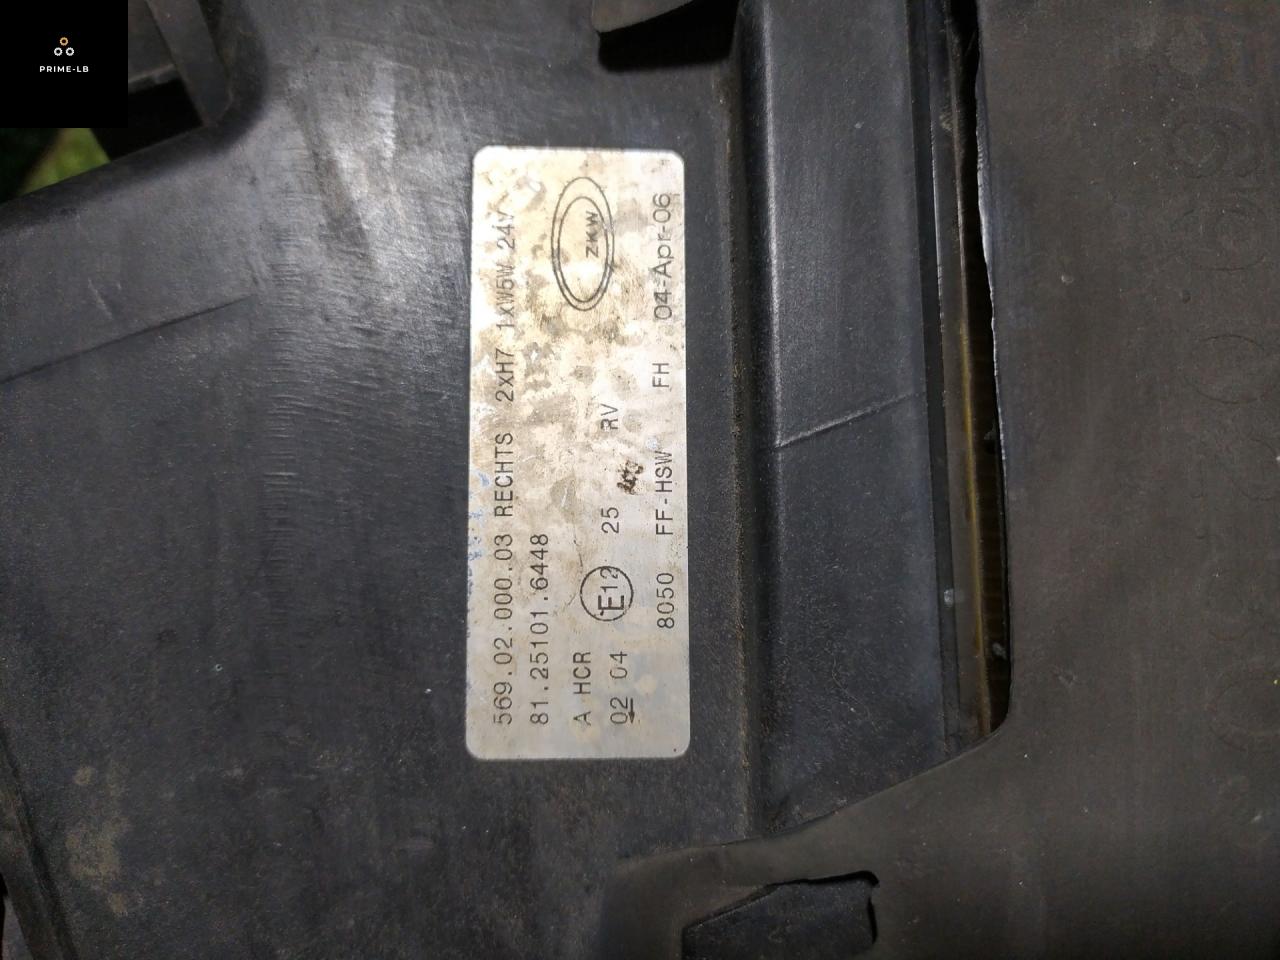 PRIME-LB
569.02.000.03 RECHTS 2XH7 1XW5W 24V
81.25101.6448
ZKW
A HCR
E12
02 04 25 RV
8050 FF-HSW FH 04-Apr-06